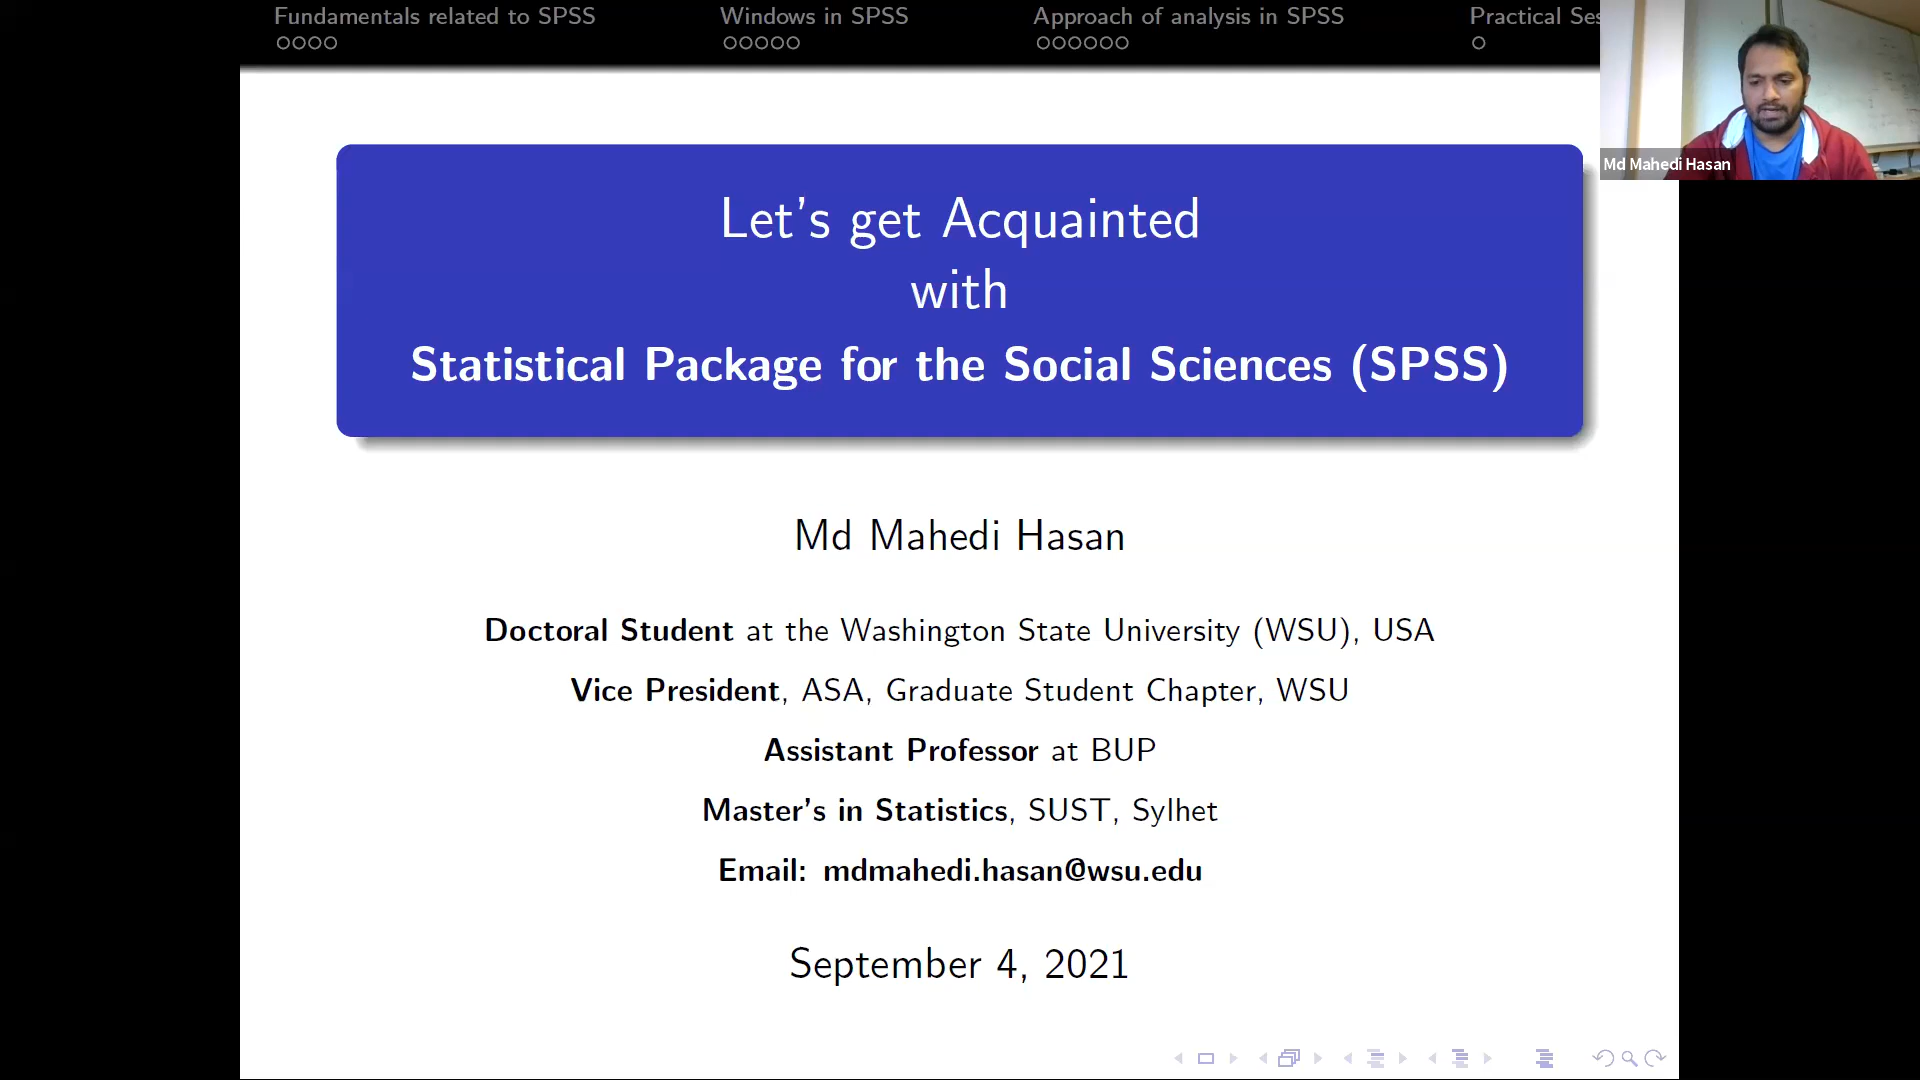 Fundamentals related to SPSS
Windows in SPSS
Approach of analysis in SPSS
Practical Ses
Md Mahedi Hasan
Let's get Acquainted
with
Statistical Package for the Social Sciences (SPSS)
Md Mahedi Hasan
Doctoral Student at the Washington State University (WSU), USA
Vice President, ASA, Graduate Student Chapter, WSU
Assistant Professor at BUP
Master's in Statistics, SUST, Sylhet
Email: mdmahedi.hasan@wsu.edu
September 4, 2021